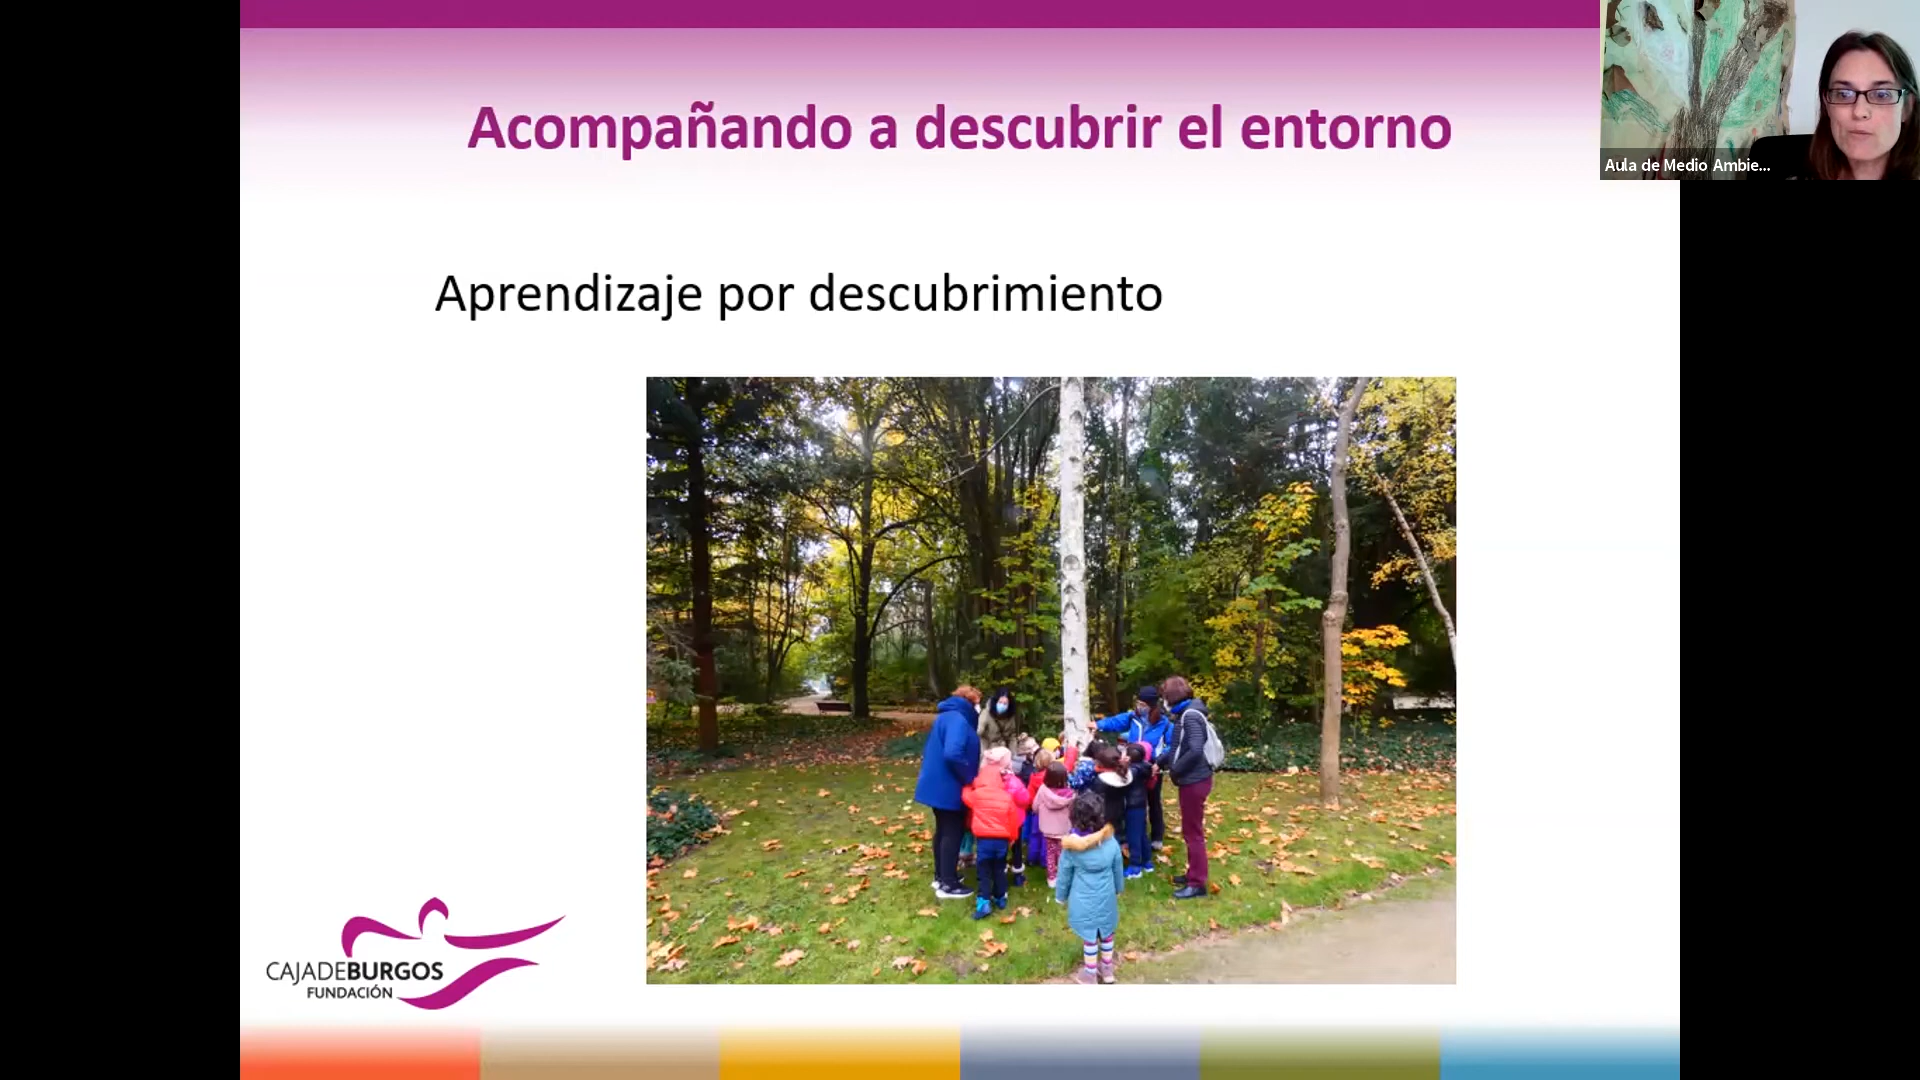 Acompañando a descubrir el entorno
Aula de Medio Ambie...
Aprendizaje por descubrimiento
CAJADEBURGOS
FUNDACIÓN